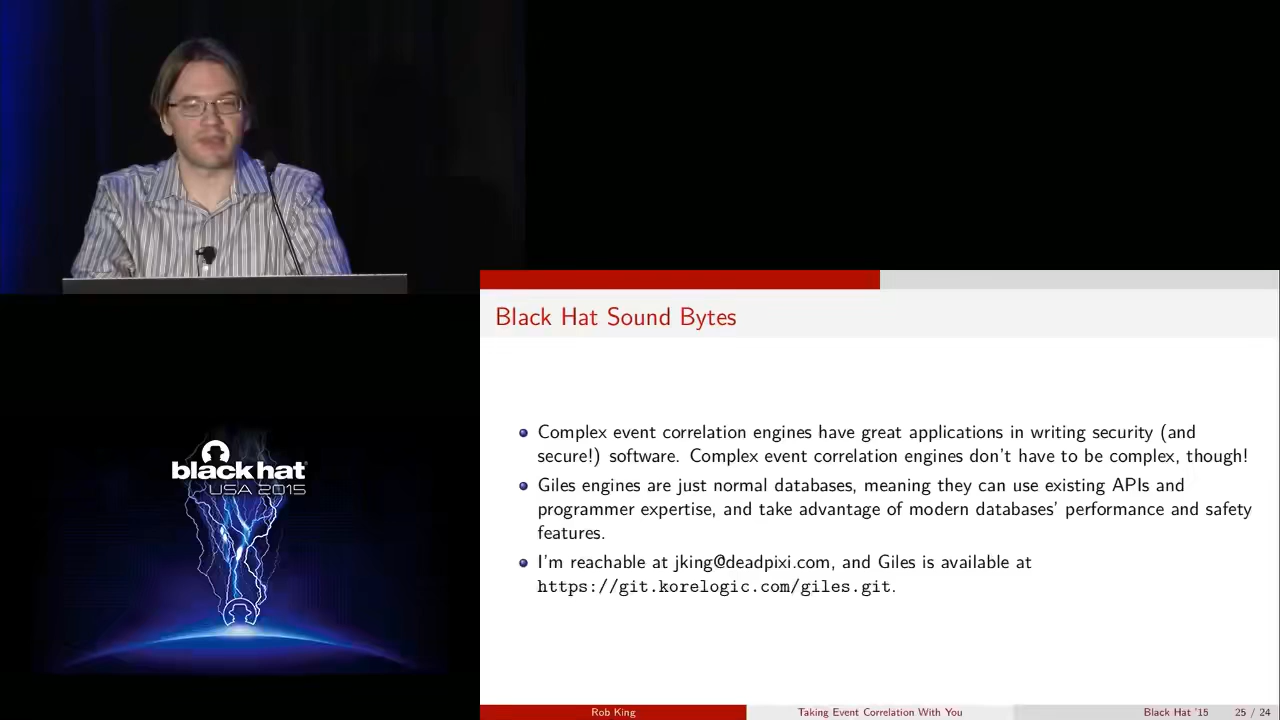 black hat
USA 2015
Black Hat Sound Bytes
Complex event correlation engines have great applications in writing security (and
secure!) software. Complex event correlation engines don't have to be complex, though!
Giles engines are just normal databases, meaning they can use existing APIs and
programmer expertise, and take advantage of modern databases' performance and safety
features.
I'm reachable at jking@deadpixi.com, and Giles is available at
https://git.korelogic.com/giles.git.
Rob King
Taking Event Correlation With You
Black Hat '15
25 / 24